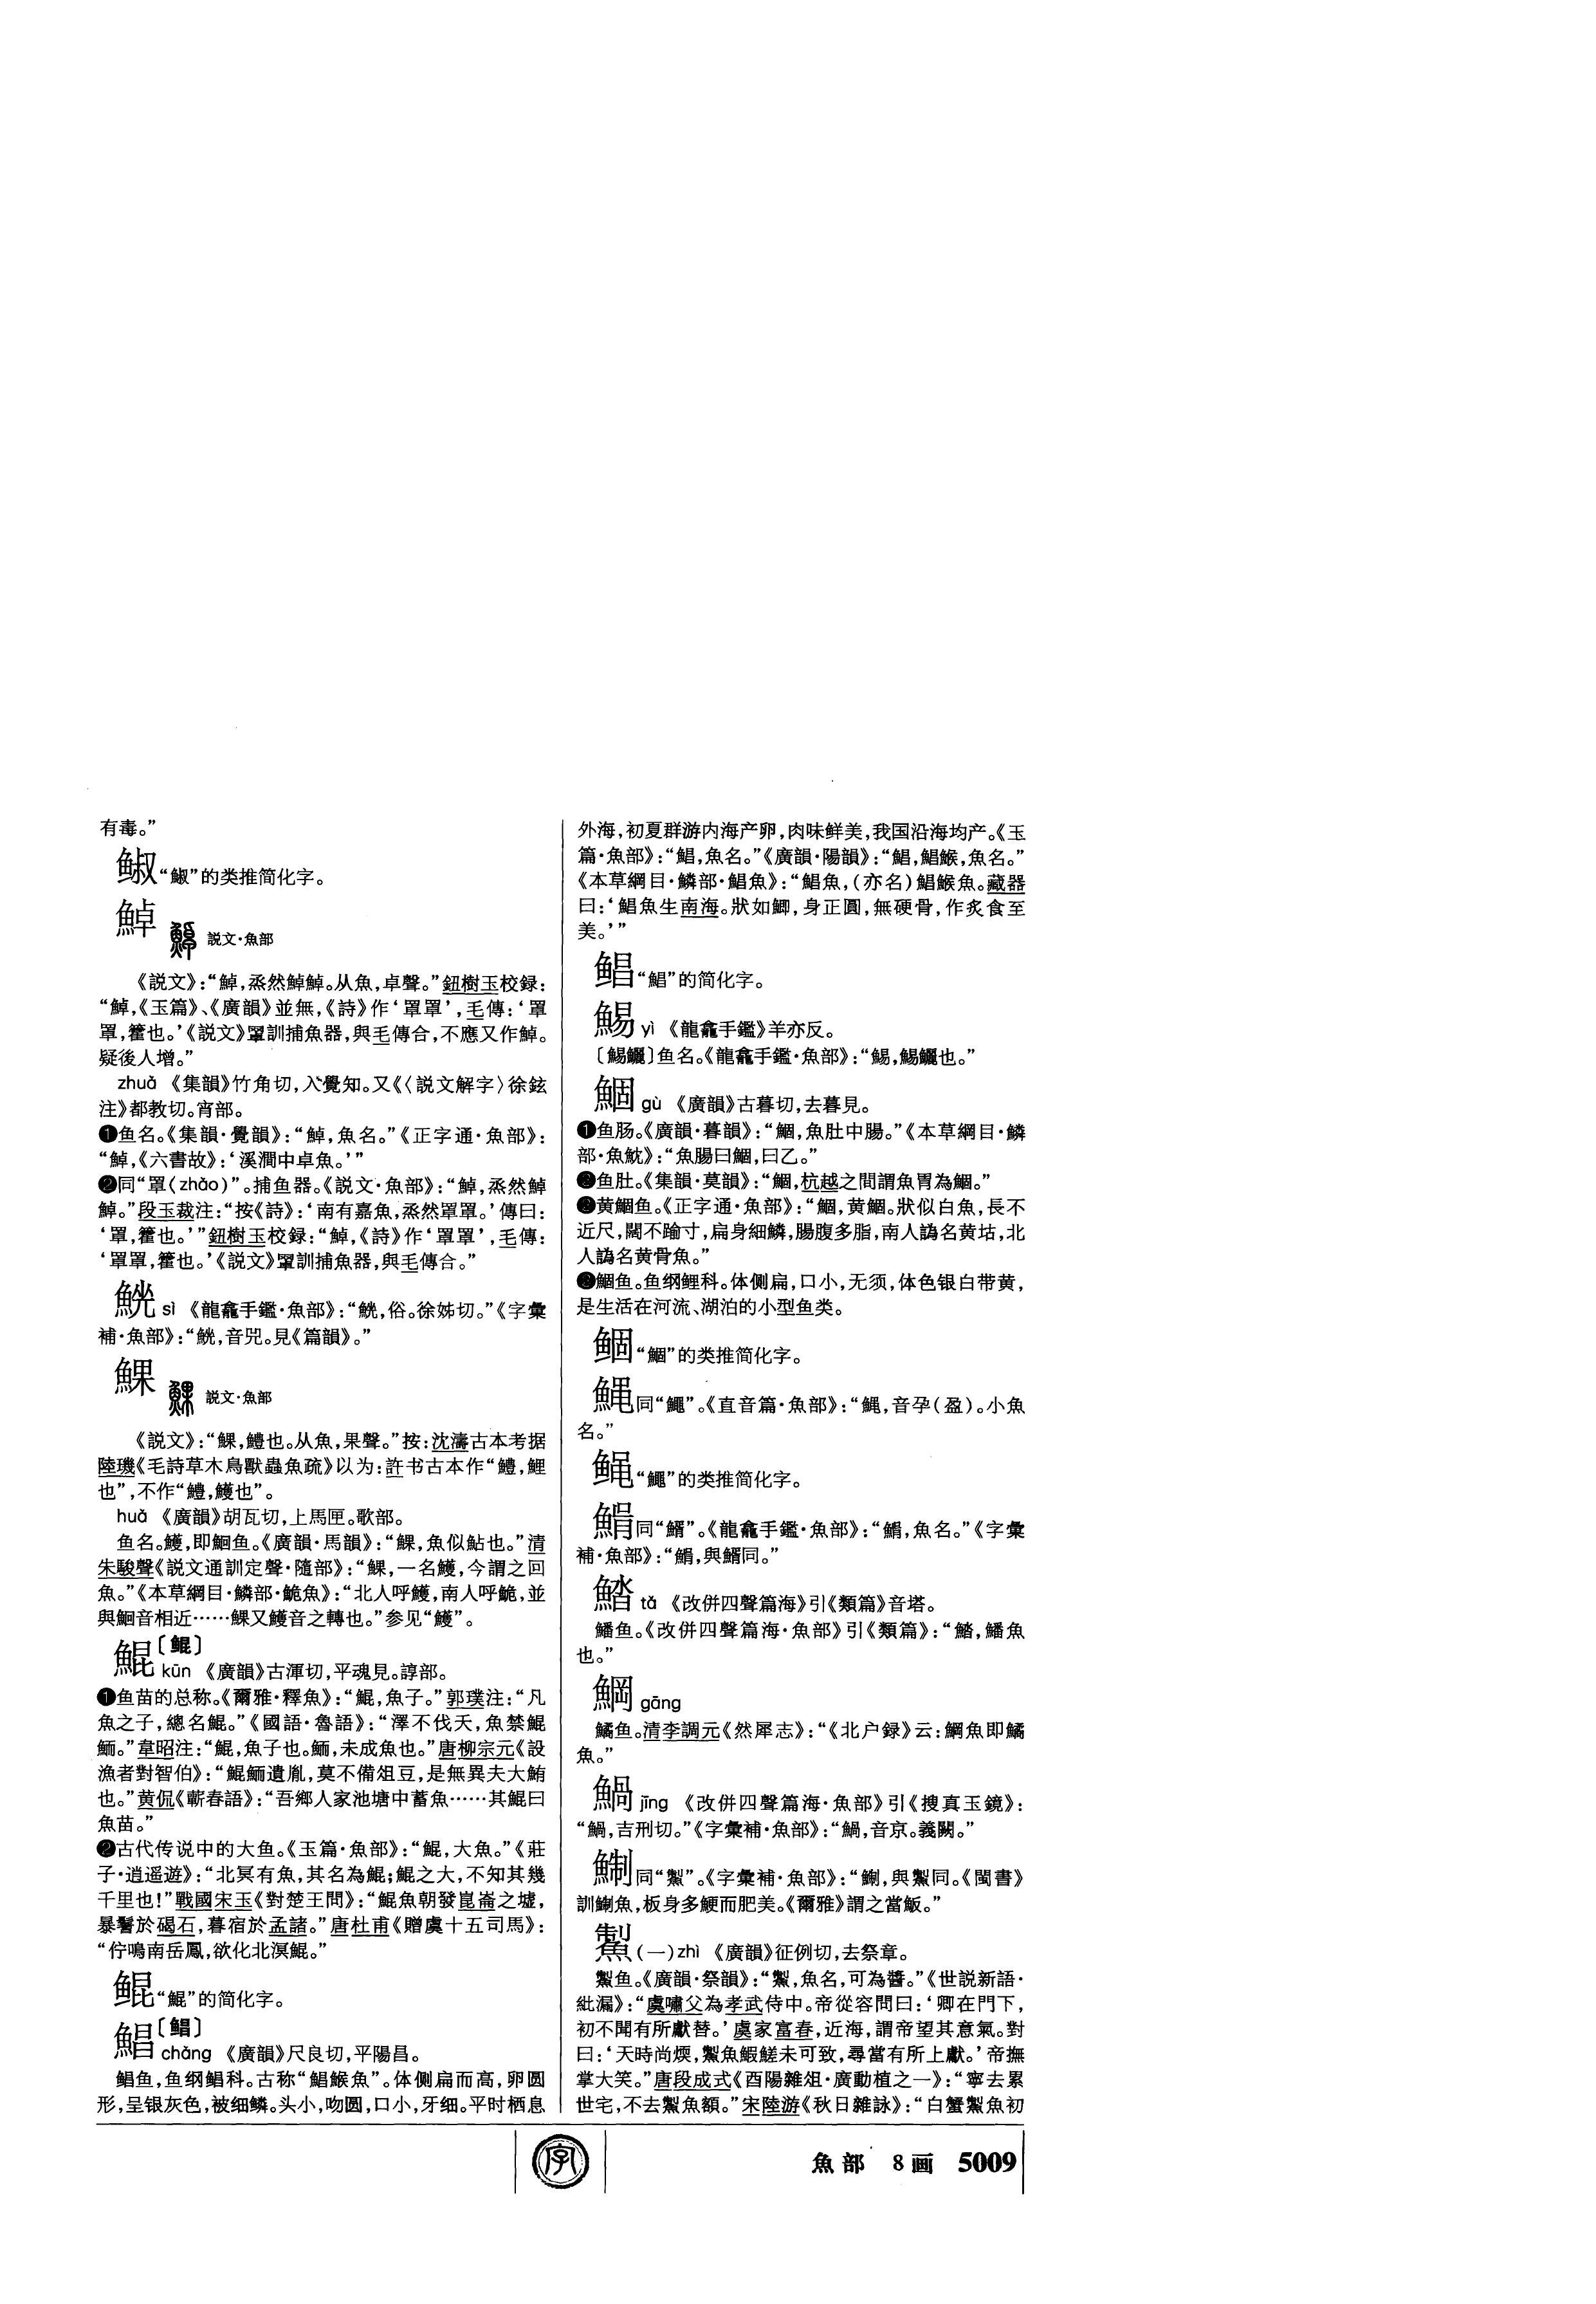 有毒。”
䱙“䱙”的类推简化字。
鯙 説文·魚部
《説文》:“鯙,烝然鯙鯙。从魚,卓聲。”鈕樹玉校録:
“鯙,《玉篇》、《廣韻》並無,《詩》作‘罩罩’,毛傳:‘罩
罩,籗也。’《説文》罩訓捕魚器,與毛傳合,不應又作鯙。
疑後人增。”
zhuǎ 《集韻》竹角切,入覺知。又《〈説文解字〉徐鉉
注》都教切。宵部。
❶鱼名。《集韻·覺韻》:“鯙,魚名。”《正字通·魚部》:
“鯙,《六書故》:‘溪澗中卓魚。’”
❷同“罩(zhǎo)”。捕鱼器。《説文·魚部》:“鯙,烝然鯙
鯙。”段玉裁注:“按《詩》:‘南有嘉魚,烝然罩罩。’傳曰:
‘罩,籗也。’”鈕樹玉校録:“鯙,《詩》作‘罩罩’,毛傳:
‘罩罩,籗也。’《説文》罩訓捕魚器,與毛傳合。”
sì 《龍龕手鑑·魚部》:“,俗。徐姊切。”《字彙
補·魚部》:“,音兕。見《篇韻》。”
鯤 説文·魚部
《説文》:“䱻,鱧也。从魚,果聲。”按:沈濤古本考据
陸璣《毛詩草木鳥獸蟲魚疏》以为:許书古本作“鱧,鯉
也”,不作“鱧,鱯也”。
huǎ 《廣韻》胡瓦切,上馬匣。歌部。
鱼名。鱯,即鮰鱼。《廣韻·馬韻》:“䱻,魚似鮎也。”清
朱駿聲《説文通訓定聲·隨部》:“䱻,一名鱯,今謂之回
魚。”《本草綱目·鱗部·鮠魚》:“北人呼鱯,南人呼鮠,並
與鮰音相近……䱻又鱯音之轉也。”参见“鱯”。
鯤〔鲲〕
kūn 《廣韻》古渾切,平魂見。諄部。
❶鱼苗的总称。《爾雅·釋魚》:“鯤,魚子。”郭璞注:“凡
魚之子,總名鯤。”《國語·魯語》:“澤不伐夭,魚禁鯤
鮞。”韋昭注:“鯤,魚子也。鮞,未成魚也。”唐柳宗元《設
漁者對智伯》:“鯤鮞遺胤,莫不備俎豆,是無異夫大鮪
也。”黄侃《蘄春語》:“吾鄉人家池塘中蓄魚……其鯤曰
魚苗。”
❷古代传说中的大鱼。《玉篇·魚部》:“鯤,大魚。”《莊
子·逍遥遊》:“北冥有魚,其名為鯤;鯤之大,不知其幾
千里也!”戰國宋玉《對楚王問》:“鯤魚朝發崑崙之墟,
暴鬐於碣石,暮宿於孟諸。”唐杜甫《贈虞十五司馬》:
“佇鳴南岳鳳,欲化北溟鯤。”
鲲“鯤”的简化字。
鯧〔鲳〕
chāng 《廣韻》尺良切,平陽昌。
鲳鱼,鱼纲鲳科。古称“鯧鯸魚”。体侧扁而高,卵圆
形,呈银灰色,被细鳞。头小,吻圆,口小,牙细。平时栖息
外海,初夏群游内海产卵,肉味鲜美,我国沿海均产。《玉
篇·魚部》:“鯧,魚名。”《廣韻·陽韻》:“鯧,鯧鯸,魚名。”
《本草綱目·鱗部·鯧魚》:“鯧魚,(亦名)鯧鯸魚。藏器
曰:‘鯧魚生南海。狀如鯽,身正圓,無硬骨,作炙食至
美。’”
鲳“鯧”的简化字。
鯣 yì 《龍龕手鑑》羊亦反。
〔鯣鱺〕鱼名。《龍龕手鑑·魚部》:“鯣,鯣鱺也。”
鯝 gù 《廣韻》古暮切,去暮見。
❶鱼肠。《廣韻·暮韻》:“鯝,魚肚中腸。”《本草綱目·鱗
部·魚魫》:“魚腸曰鯝,曰乙。”
❷鱼肚。《集韻·莫韻》:“鯝,杭越之間謂魚胃為鯝。”
❷黄鯝鱼。《正字通·魚部》:“鯝,黄鯝。狀似白魚,長不
近尺,闊不踰寸,扁身細鱗,腸腹多脂,南人譌名黄姑,北
人譌名黄骨魚。”
❸鯝鱼。鱼纲鲤科。体侧扁,口小,无须,体色银白带黄,
是生活在河流、湖泊的小型鱼类。
鲴“鯝”的类推简化字。
同“鱦”。《直音篇·魚部》:“,音孕(盈)。小魚
名。”
“鱦”的类推简化字。
同“鰖”。《龍龕手鑑·魚部》:“,魚名。”《字彙
補·魚部》:“,與鰖同。”
鰨 tǎ 《改併四聲篇海》引《類篇》音塔。
鱕鱼。《改併四聲篇海·魚部》引《類篇》:“,鱕魚
也。”
gāng
鱊鱼。清李調元《然犀志》:“《北户録》云:魚即鱊
魚。”
jīng 《改併四聲篇海·魚部》引《搜真玉鏡》:
“,吉刑切。”《字彙補·魚部》:“,音京。義闕。”
同“鮆”。《字彙補·魚部》:“,與䱥同。《閩書》
訓魚,板身多鯁而肥美。《爾雅》謂之當魱。”
䱥(一)zhì 《廣韻》征例切,去祭章。
䱥鱼。《廣韻·祭韻》:“䱥,魚名,可為醬。”《世説新語·
紕漏》:“虞嘯父為孝武侍中。帝從容問曰:‘卿在門下,
初不聞有所獻替。’虞家富春,近海,謂帝望其意氣。對
曰:‘天時尚煗,䱥魚鰕䱹未可致,尋當有所上獻。’帝撫
掌大笑。”唐段成式《酉陽雜俎·廣動植之一》:“寧去累
世宅,不去䱥魚額。”宋陸游《秋日雜詠》:“白蟹䱥魚初
字
魚部 8画 5009